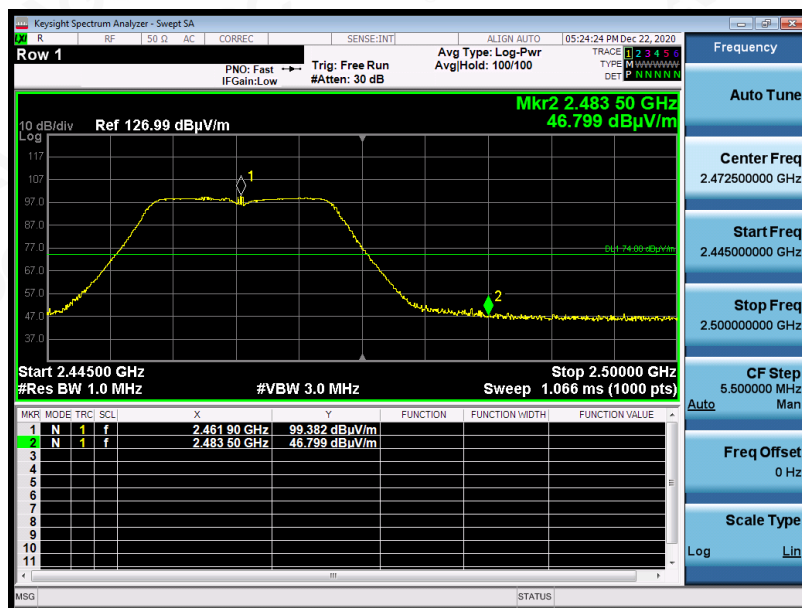 Keysight Spectrum Analyzer - Swept SA
LXI R RF 50 Ω AC CORREC SENSE:INT ALIGN AUTO 05:24:24 PM Dec 22, 2020
Row 1
PNO: Fast
IFGain:Low
Trig: Free Run
#Atten: 30 dB
Avg Type: Log-Pwr
Avg|Hold: 100/100
TRACE 1 2 3 4 5 6
TYPE M WWWWW
DET P N N N N N
Mkr2 2.483 50 GHz
46.799 dBµV/m
10 dB/div Ref 126.99 dBµV/m
Log
117
107
97.0
87.0
77.0
67.0
57.0
47.0
37.0
1
DL1 74.00 dBµV/m
2
Start 2.44500 GHz Stop 2.50000 GHz
#Res BW 1.0 MHz #VBW 3.0 MHz Sweep 1.066 ms (1000 pts)
MKR MODE TRC SCL X Y FUNCTION FUNCTION WIDTH FUNCTION VALUE
1 N 1 f 2.461 90 GHz 99.382 dBµV/m
2 N 1 f 2.483 50 GHz 46.799 dBµV/m
3
4
5
6
7
8
9
10
11
MSG STATUS
Frequency
Auto Tune
Center Freq
2.472500000 GHz
Start Freq
2.445000000 GHz
Stop Freq
2.500000000 GHz
CF Step
5.500000 MHz
Auto Man
Freq Offset
0 Hz
Scale Type
Log Lin